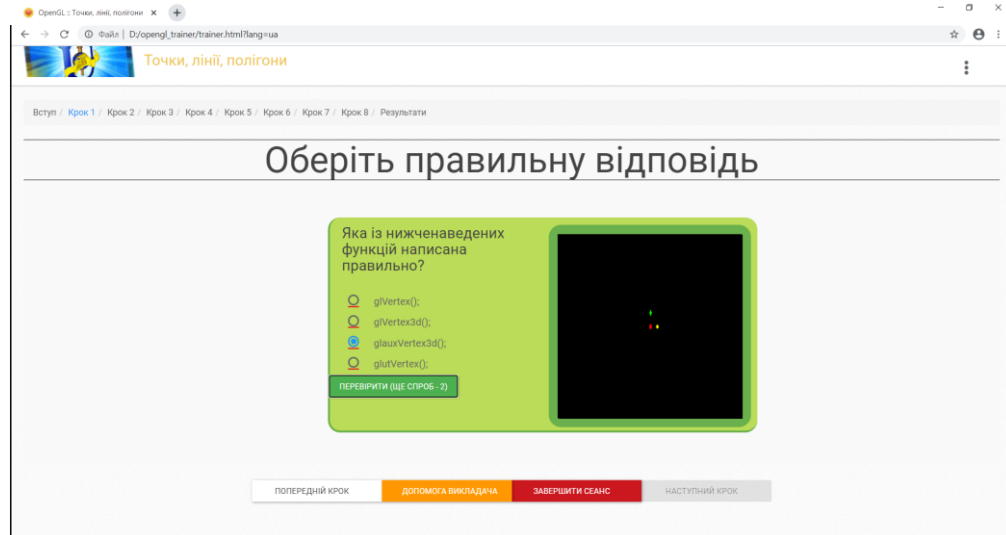 OpenGL :: Точки, лінії, полігони
Файл | D:/opengl_trainer/trainer.html?lang=ua
Точки, лінії, полігони
Вступ / Крок 1 / Крок 2 / Крок 3 / Крок 4 / Крок 5 / Крок 6 / Крок 7 / Крок 8 / Результати
Оберіть правильну відповідь
Яка із нижченаведених
функцій написана
правильно?
glVertex();
glVertex3d();
glauxVertex3d();
glutVertex();
ПЕРЕВІРИТИ (ЩЕ СПРОБ - 2)
ПОПЕРЕДНІЙ КРОК
ДОПОМОГА ВИКЛАДАЧА
ЗАВЕРШИТИ СЕАНС
НАСТУПНИЙ КРОК